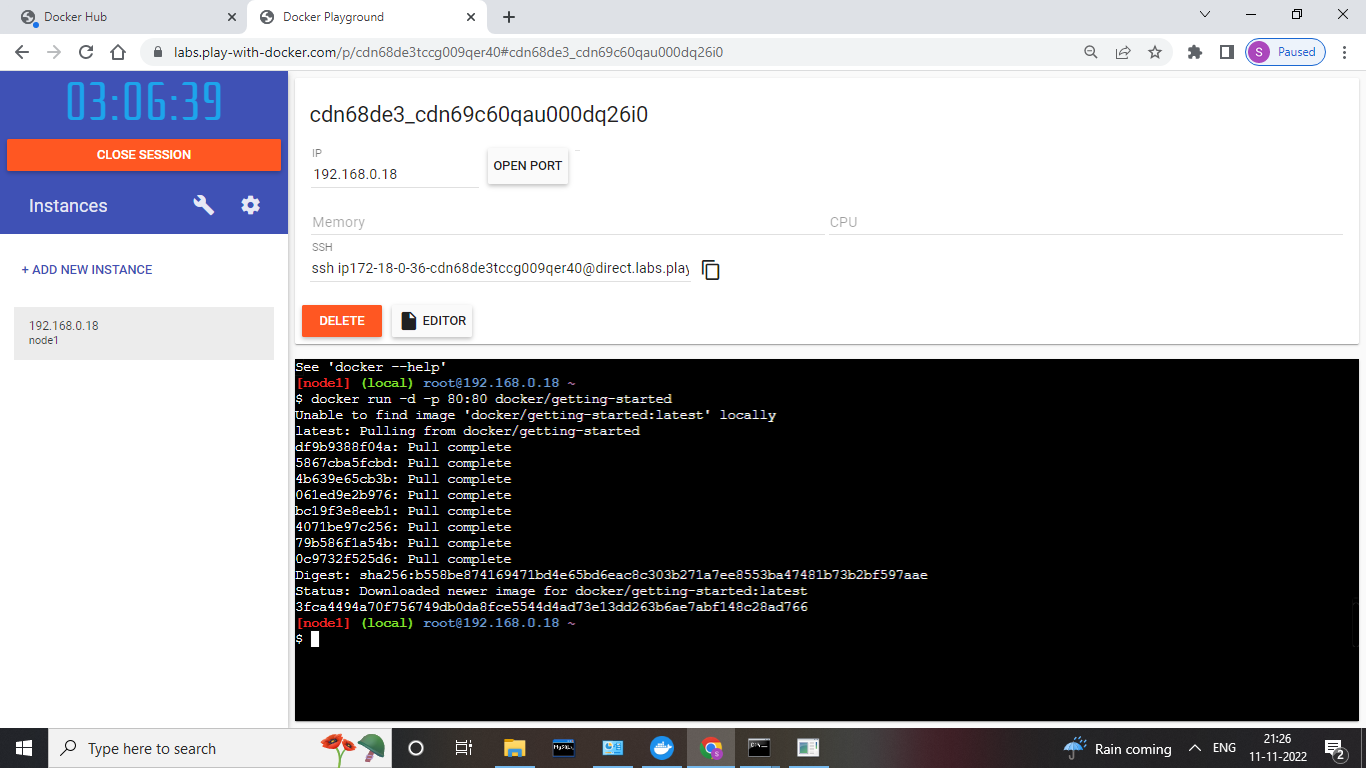 Docker Hub
Docker Playground
labs.play-with-docker.com/p/cdn68de3tccg009qer40#cdn68de3_cdn69c60qau000dq26i0
S Paused
03:06:39
CLOSE SESSION
Instances
+ ADD NEW INSTANCE
192.168.0.18
node1
cdn68de3_cdn69c60qau000dq26i0
IP
192.168.0.18
OPEN PORT
Memory
CPU
SSH
ssh ip172-18-0-36-cdn68de3tccg009qer40@direct.labs.play
DELETE
EDITOR
See 'docker --help'
[node1] (local) root@192.168.0.18 ~
$ docker run -d -p 80:80 docker/getting-started
Unable to find image 'docker/getting-started:latest' locally
latest: Pulling from docker/getting-started
df9b9388f04a: Pull complete
5867cba5fcbd: Pull complete
4b639e65cb3b: Pull complete
061ed9e2b976: Pull complete
bc19f3e8eeb1: Pull complete
4071be97c256: Pull complete
79b586f1a54b: Pull complete
0c9732f525d6: Pull complete
Digest: sha256:b558be874169471bd4e65bd6eac8c303b271a7ee8553ba47481b73b2bf597aae
Status: Downloaded newer image for docker/getting-started:latest
3fca4494a70f756749db0da8fce5544d4ad73e13dd263b6ae7abf148c28ad766
[node1] (local) root@192.168.0.18 ~
$
Type here to search
MySQL
Rain coming
ENG
21:26
11-11-2022
2